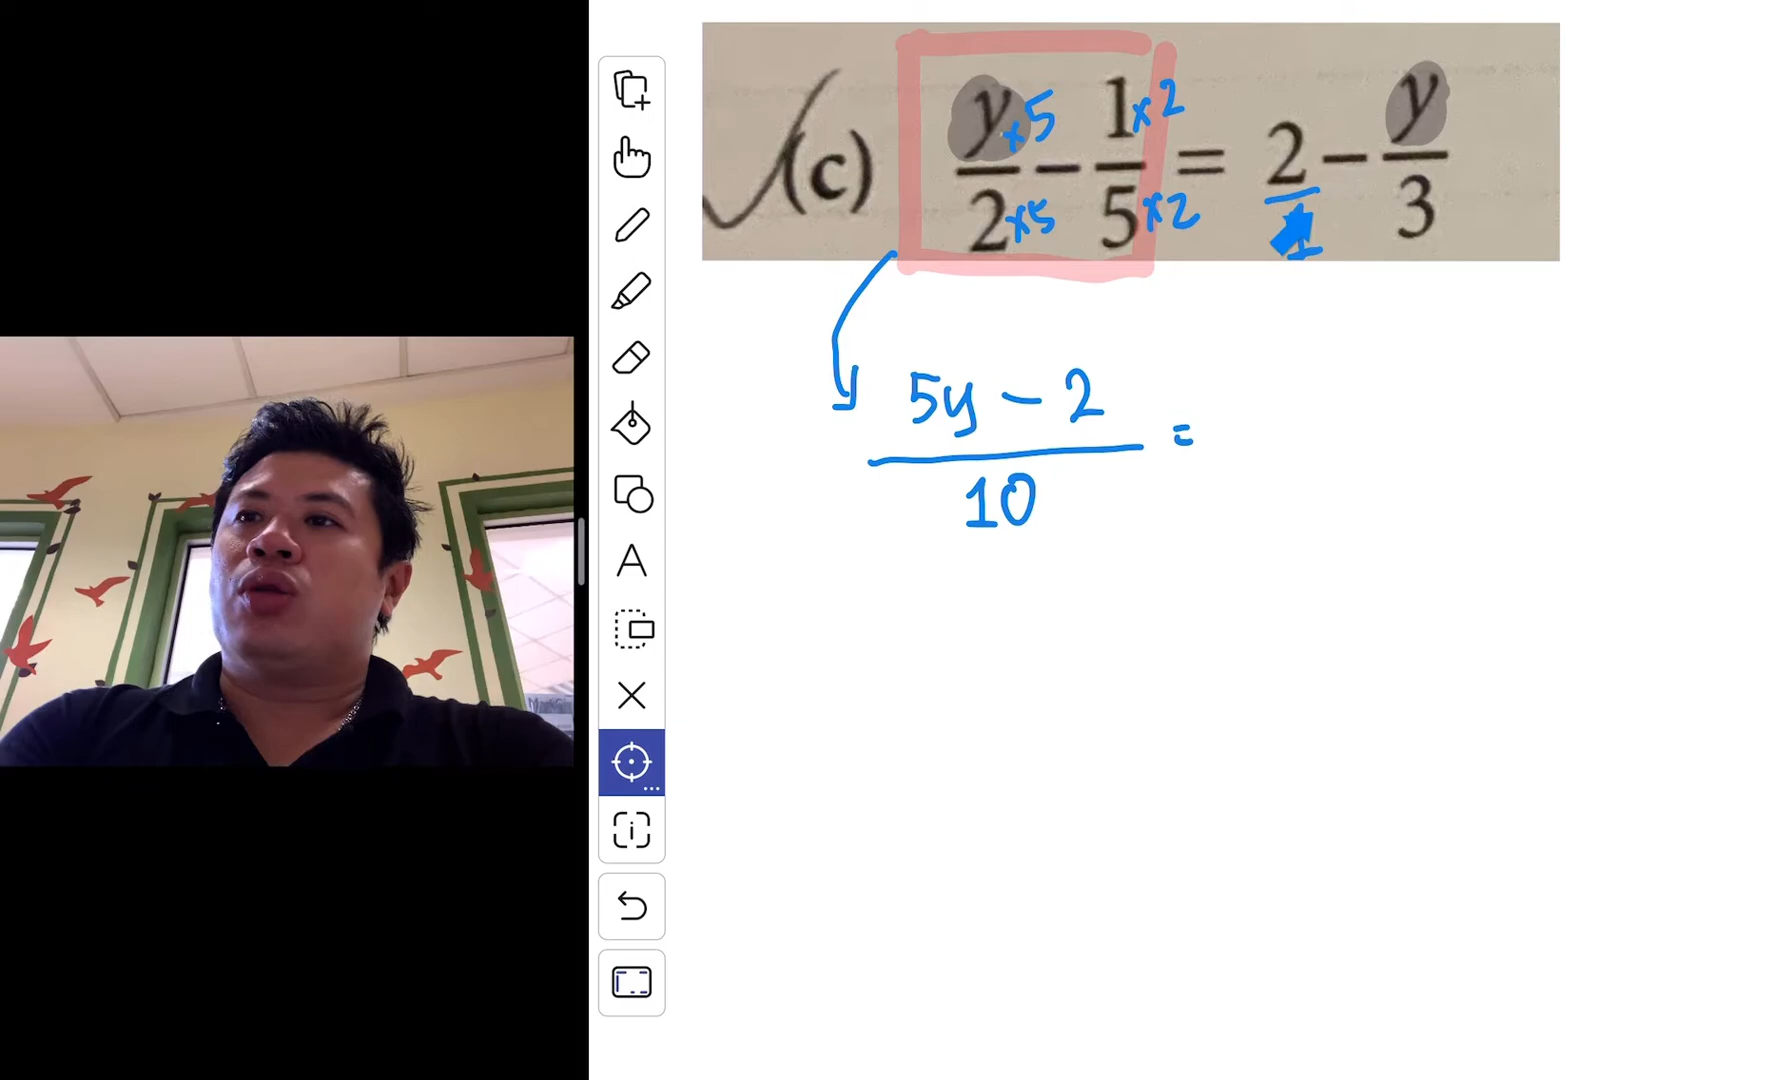 (c) y/2 - 1/5 = 2 - y/3
×5 ×2
×5 ×2 1
5y - 2
=
10
A